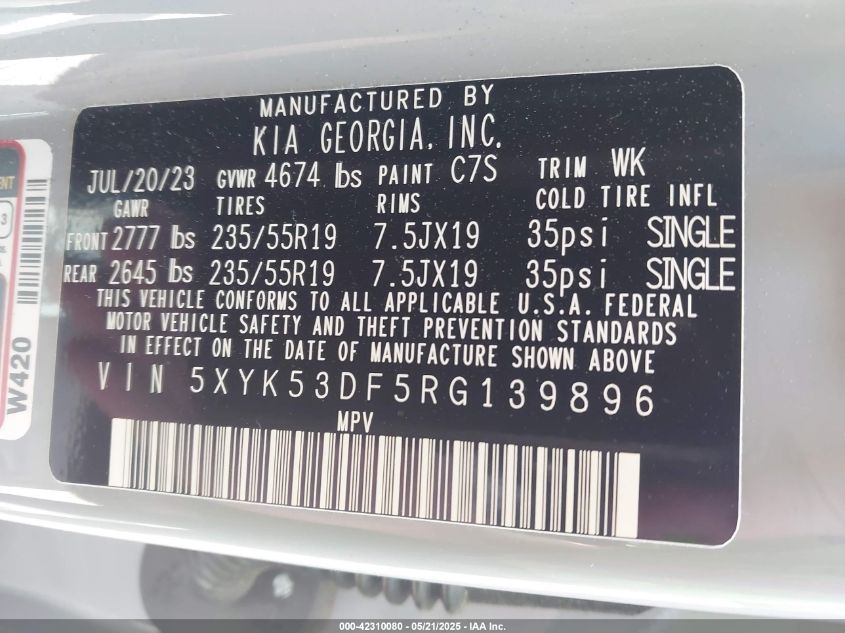 MANUFACTURED BY
KIA GEORGIA, INC.
JUL/20/23 GVWR 4674 lbs PAINT C7S TRIM WK
GAWR TIRES RIMS COLD TIRE INFL
FRONT 2777 lbs 235/55R19 7.5JX19 35psi SINGLE
REAR 2645 lbs 235/55R19 7.5JX19 35psi SINGLE
THIS VEHICLE CONFORMS TO ALL APPLICABLE U.S.A. FEDERAL
MOTOR VEHICLE SAFETY AND THEFT PREVENTION STANDARDS
IN EFFECT ON THE DATE OF MANUFACTURE SHOWN ABOVE
VIN 5XYK53DF5RG139896
MPV
W420
000-42310080 - 05/21/2025 - IAA Inc.